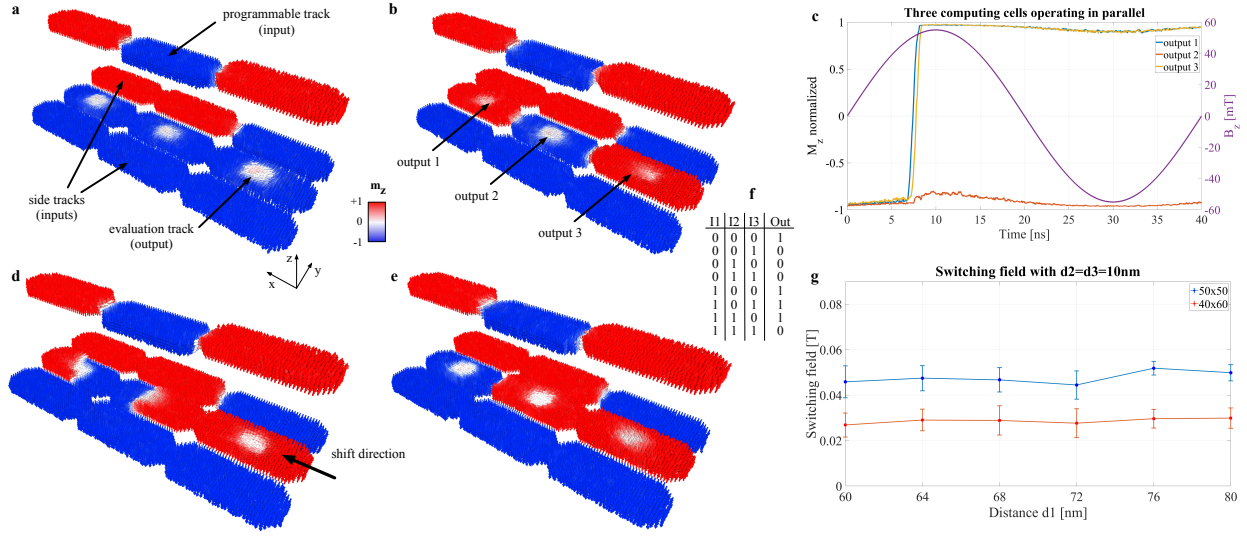 a
programmable track
(input)
side tracks
(inputs)
evaluation track
(output)
m_z
+1
-1
z
y
x
b
output 1
output 2
output 3
c
Three computing cells operating in parallel
M_z normalized
1
0.5
0
-0.5
-1
0 5 10 15 20 25 30 35 40
Time [ns]
60
40
20
0
-20
-40
-60
B_z [mT]
output 1
output 2
output 3
f
I1 I2 I3 Out
0 0 0 1
0 0 1 0
0 1 0 0
0 1 1 0
1 0 0 1
1 0 1 1
1 1 0 1
1 1 1 0
d
shift direction
e
g
Switching field with d2=d3=10nm
Switching field [T]
0.08
0.06
0.04
0.02
0
60 64 68 72 76 80
Distance d1 [nm]
50x50
40x60